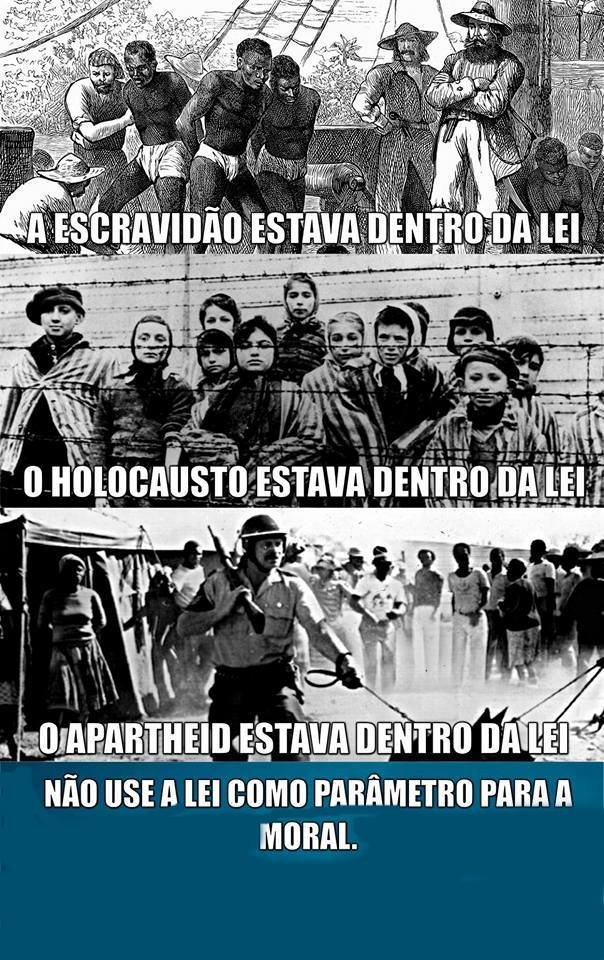 A ESCRAVIDÃO ESTAVA DENTRO DA LEI
O HOLOCAUSTO ESTAVA DENTRO DA LEI
O APARTHEID ESTAVA DENTRO DA LEI
NÃO USE A LEI COMO PARÂMETRO PARA A
MORAL.